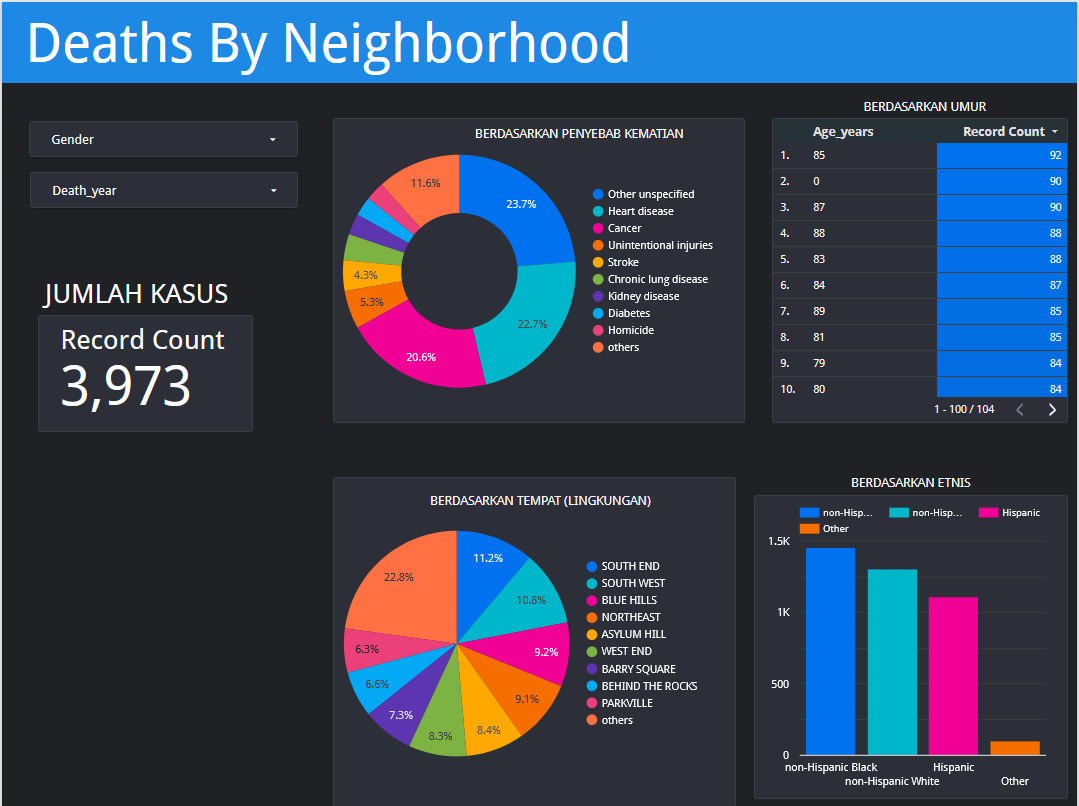 Deaths By Neighborhood
Gender
Death_year
JUMLAH KASUS
Record Count
3,973
BERDASARKAN PENYEBAB KEMATIAN
23.7%
22.7%
20.6%
5.3%
4.3%
11.6%
Other unspecified
Heart disease
Cancer
Unintentional injuries
Stroke
Chronic lung disease
Kidney disease
Diabetes
Homicide
others
BERDASARKAN UMUR
Age_years Record Count
1. 85 92
2. 0 90
3. 87 90
4. 88 88
5. 83 88
6. 84 87
7. 89 85
8. 81 85
9. 79 84
10. 80 84
1 - 100 / 104
BERDASARKAN TEMPAT (LINGKUNGAN)
11.2%
10.8%
9.2%
9.1%
8.4%
8.3%
7.3%
6.6%
6.3%
22.8%
SOUTH END
SOUTH WEST
BLUE HILLS
NORTHEAST
ASYLUM HILL
WEST END
BARRY SQUARE
BEHIND THE ROCKS
PARKVILLE
others
BERDASARKAN ETNIS
non-Hisp... non-hisp... Hispanic
Other
1.5K
1K
500
0
non-Hispanic Black Hispanic
non-Hispanic White Other